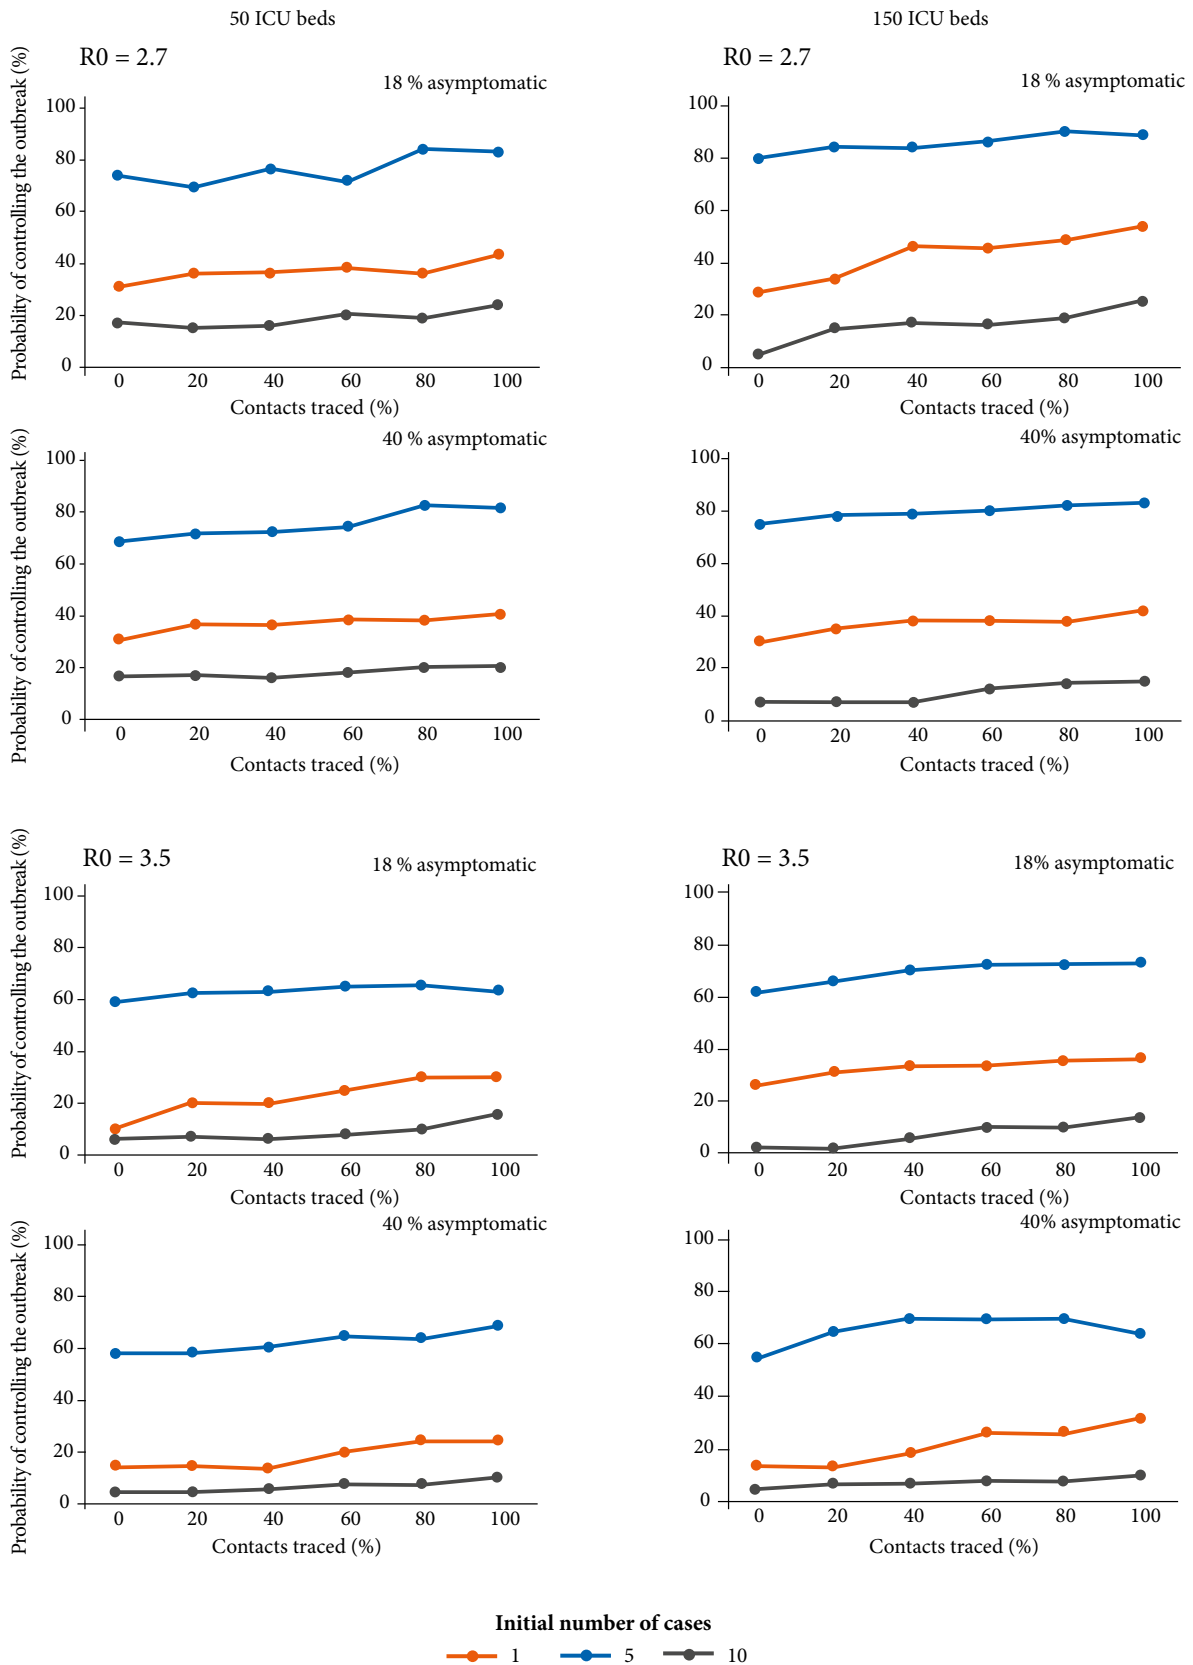 50 ICU beds
150 ICU beds
R0 = 2.7
18 % asymptomatic
Probability of controlling the outbreak (%)
100
80
60
40
20
0
0 20 40 60 80 100
Contacts traced (%)
R0 = 2.7
18 % asymptomatic
100
80
60
40
20
0
0 20 40 60 80 100
Contacts traced (%)
40 % asymptomatic
Probability of controlling the outbreak (%)
100
80
60
40
20
0
0 20 40 60 80 100
Contacts traced (%)
40% asymptomatic
100
80
60
40
20
0
0 20 40 60 80 100
Contacts traced (%)
R0 = 3.5
18 % asymptomatic
Probability of controlling the outbreak (%)
100
80
60
40
20
0
0 20 40 60 80 100
Contacts traced (%)
R0 = 3.5
18% asymptomatic
100
80
60
40
20
0
0 20 40 60 80 100
Contacts traced (%)
40 % asymptomatic
Probability of controlling the outbreak (%)
100
80
60
40
20
0
0 20 40 60 80 100
Contacts traced (%)
40% asymptomatic
100
80
60
40
20
0
0 20 40 60 80 100
Contacts traced (%)
Initial number of cases
1 5 10